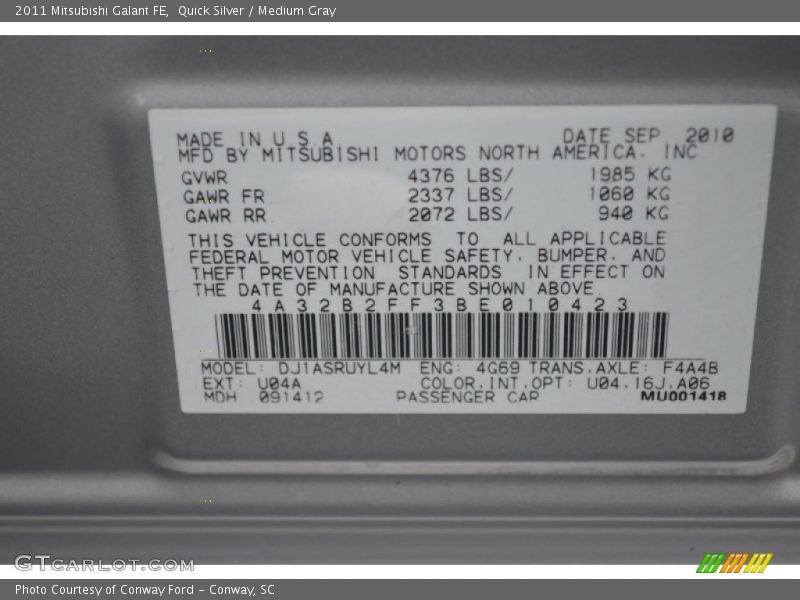 2011 Mitsubishi Galant FE,  Quick Silver / Medium Gray
MADE IN U.S.A DATE SEP 2010
MFD BY MITSUBISHI MOTORS NORTH AMERICA. INC
GVWR 4376 LBS/ 1985 KG
GAWR FR 2337 LBS/ 1060 KG
GAWR RR 2072 LBS/ 940 KG
THIS VEHICLE CONFORMS TO ALL APPLICABLE
FEDERAL MOTOR VEHICLE SAFETY. BUMPER. AND
THEFT PREVENTION STANDARDS IN EFFECT ON
THE DATE OF MANUFACTURE SHOWN ABOVE.
4A32B2FF3BE010423
MODEL: DJ1ASRUYL4M ENG: 4G69 TRANS.AXLE: F4A4B
EXT: U04A COLOR.INT.OPT: U04.16J.A06
MDH 091412 PASSENGER CAR MU001418
GTCARLOT.COM
Photo Courtesy of Conway Ford – Conway, SC